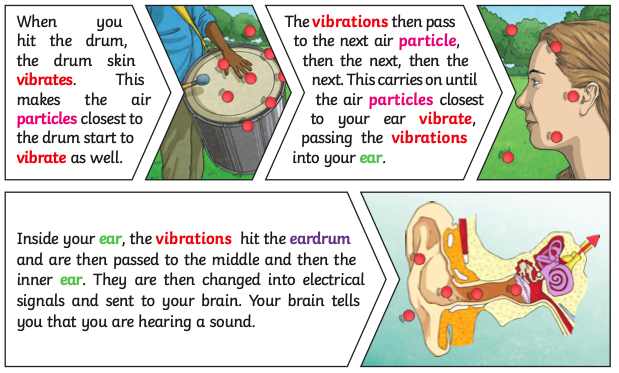 When you
hit the drum,
the drum skin
vibrates. This
makes the air
particles closest to
the drum start to
vibrate as well.
The vibrations then pass
to the next air particle,
then the next, then the
next. This carries on until
the air particles closest
to your ear vibrate,
passing the vibrations
into your ear.
Inside your ear, the vibrations hit the eardrum
and are then passed to the middle and then the
inner ear. They are then changed into electrical
signals and sent to your brain. Your brain tells
you that you are hearing a sound.